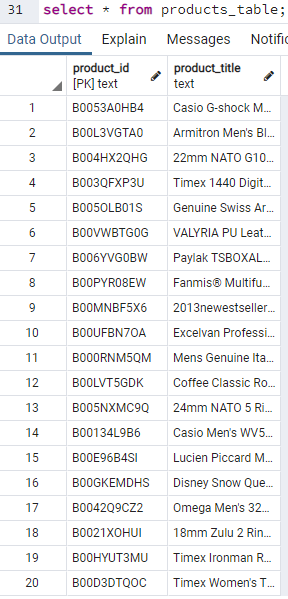 31 select * from products_table;
Data Output Explain Messages Notific
product_id product_title
[PK] text text
1 B0053A0HB4 Casio G-shock M...
2 B00L3VGTA0 Armitron Men's Bl...
3 B004HX2QHG 22mm NATO G10...
4 B003QFXP3U Timex 1440 Digit...
5 B005OLB01S Genuine Swiss Ar...
6 B00VWBTG0G VALYRIA PU Leat...
7 B006YVG0BW Paylak TSBOXAL...
8 B00PYR08EW Fanmis® Multifu...
9 B00MNBF5X6 2013newestseller...
10 B00UFBN7OA Excelvan Professi...
11 B000RNM5QM Mens Genuine Ita...
12 B00LVT5GDK Coffee Classic Ro...
13 B005NXMC9Q 24mm NATO 5 Ri...
14 B00134L9B6 Casio Men's WV5...
15 B00E96B4SI Lucien Piccard M...
16 B00GKEMDHS Disney Snow Que...
17 B0042Q9CZ2 Omega Men's 32...
18 B0021XOHUI 18mm Zulu 2 Rin...
19 B00HYUT3MU Timex Ironman R...
20 B00D3DTQOC Timex Women's T...